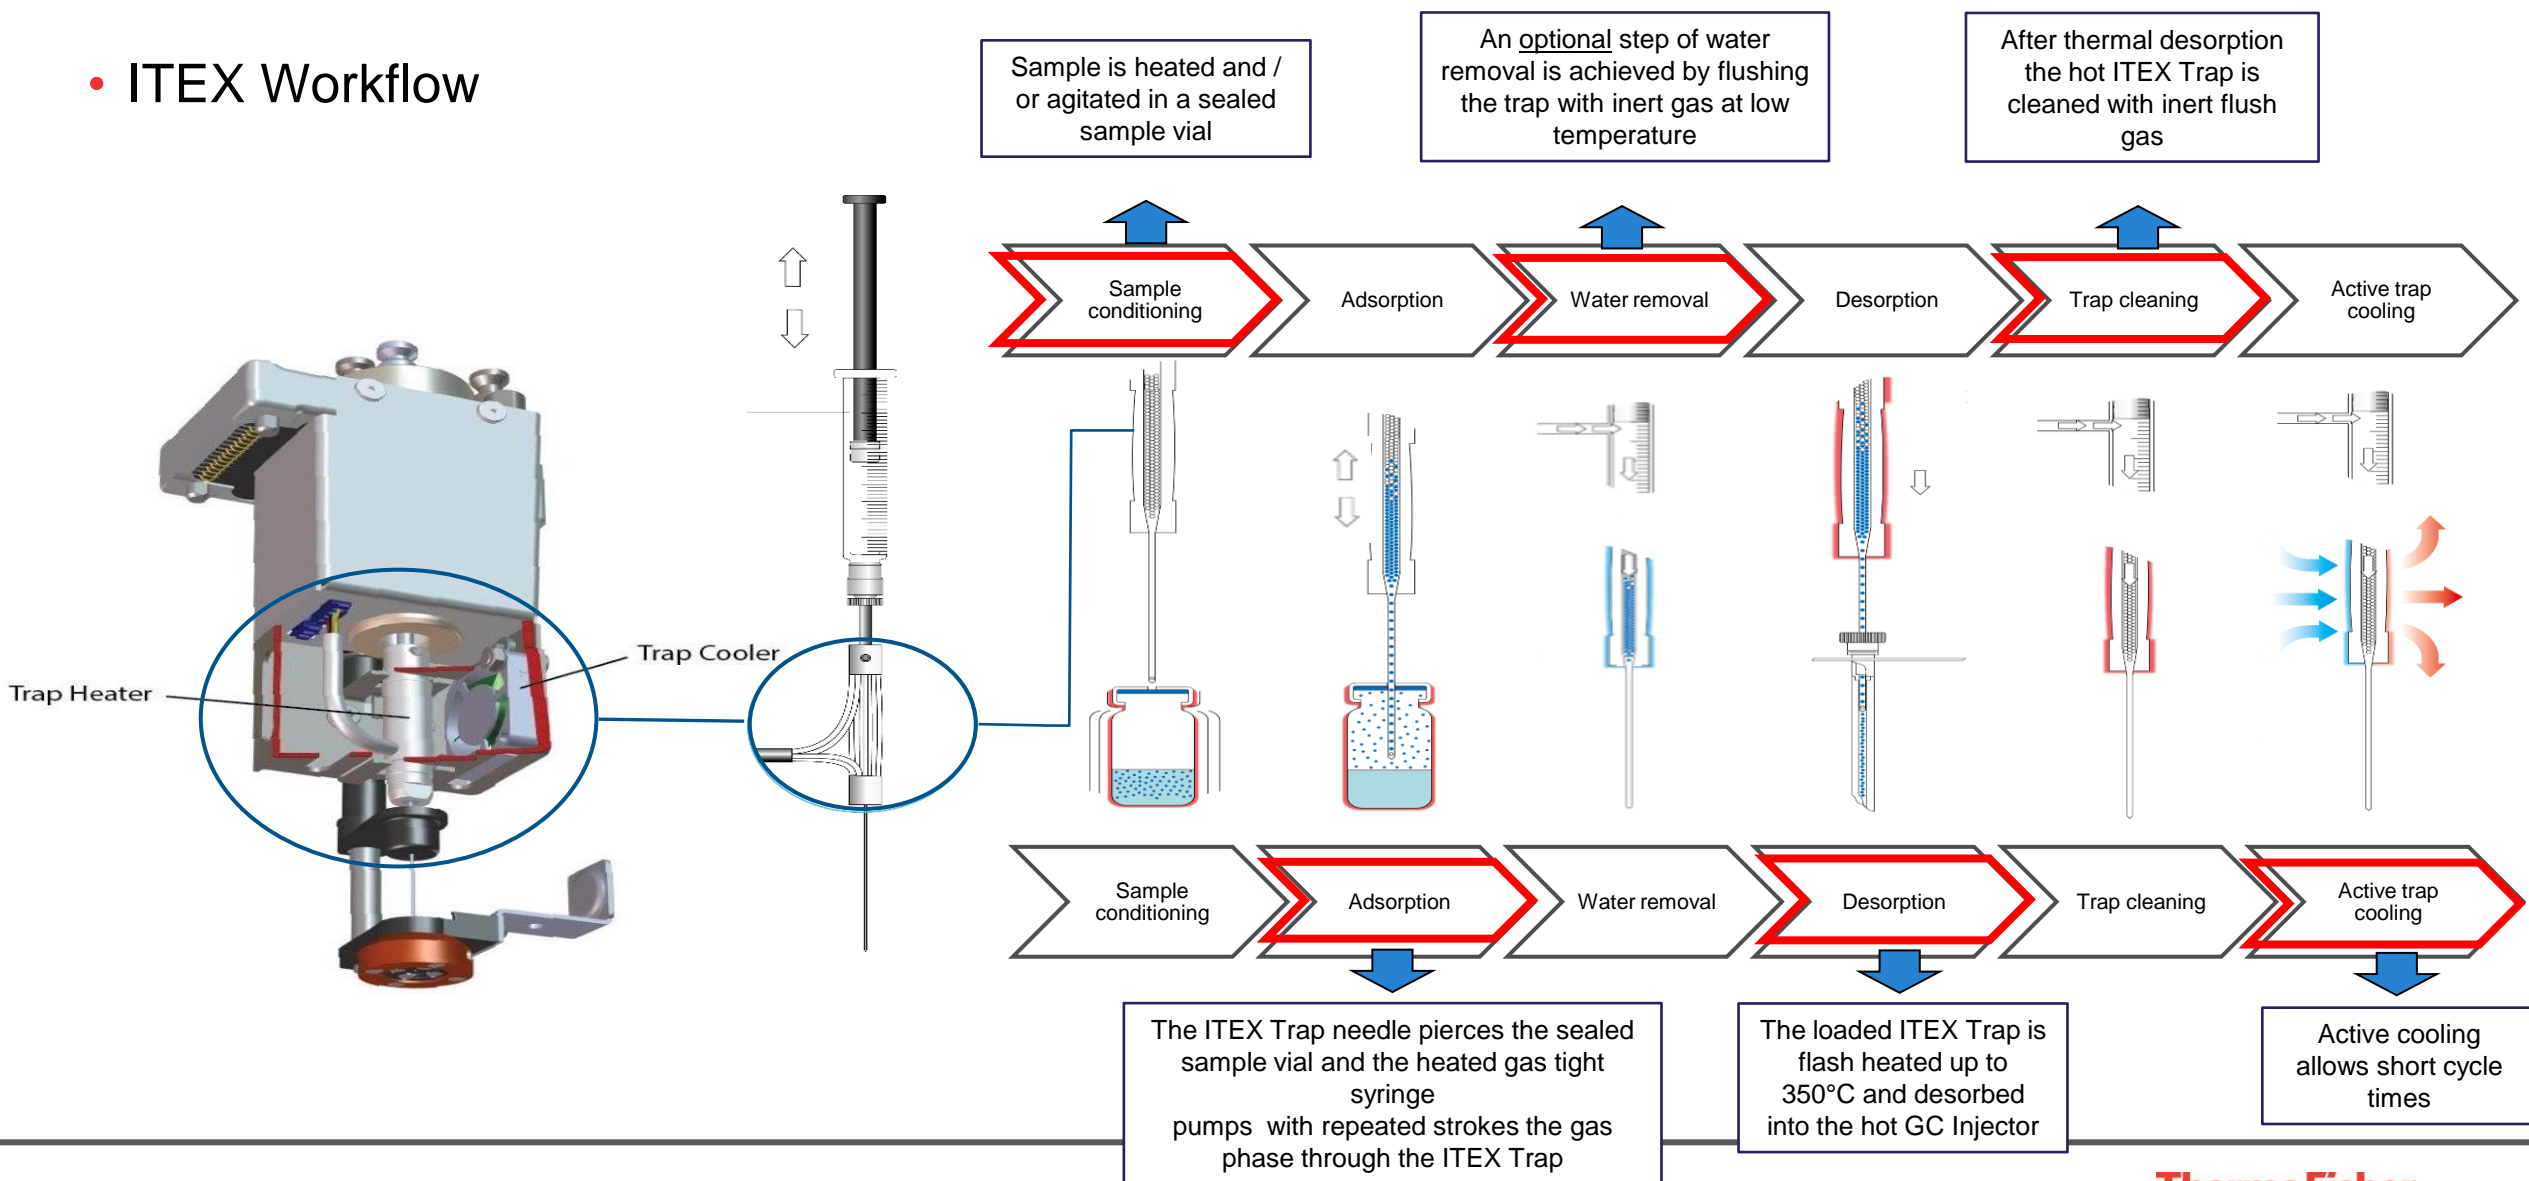 • ITEX Workflow
Sample is heated and /
or agitated in a sealed
sample vial
An optional step of water
removal is achieved by flushing
the trap with inert gas at low
temperature
After thermal desorption
the hot ITEX Trap is
cleaned with inert flush
gas
Sample
conditioning
Adsorption
Water removal
Desorption
Trap cleaning
Active trap
cooling
Trap Cooler
Trap Heater
Sample
conditioning
Adsorption
Water removal
Desorption
Trap cleaning
Active trap
cooling
The ITEX Trap needle pierces the sealed
sample vial and the heated gas tight
syringe
pumps with repeated strokes the gas
phase through the ITEX Trap
The loaded ITEX Trap is
flash heated up to
350°C and desorbed
into the hot GC Injector
Active cooling
allows short cycle
times